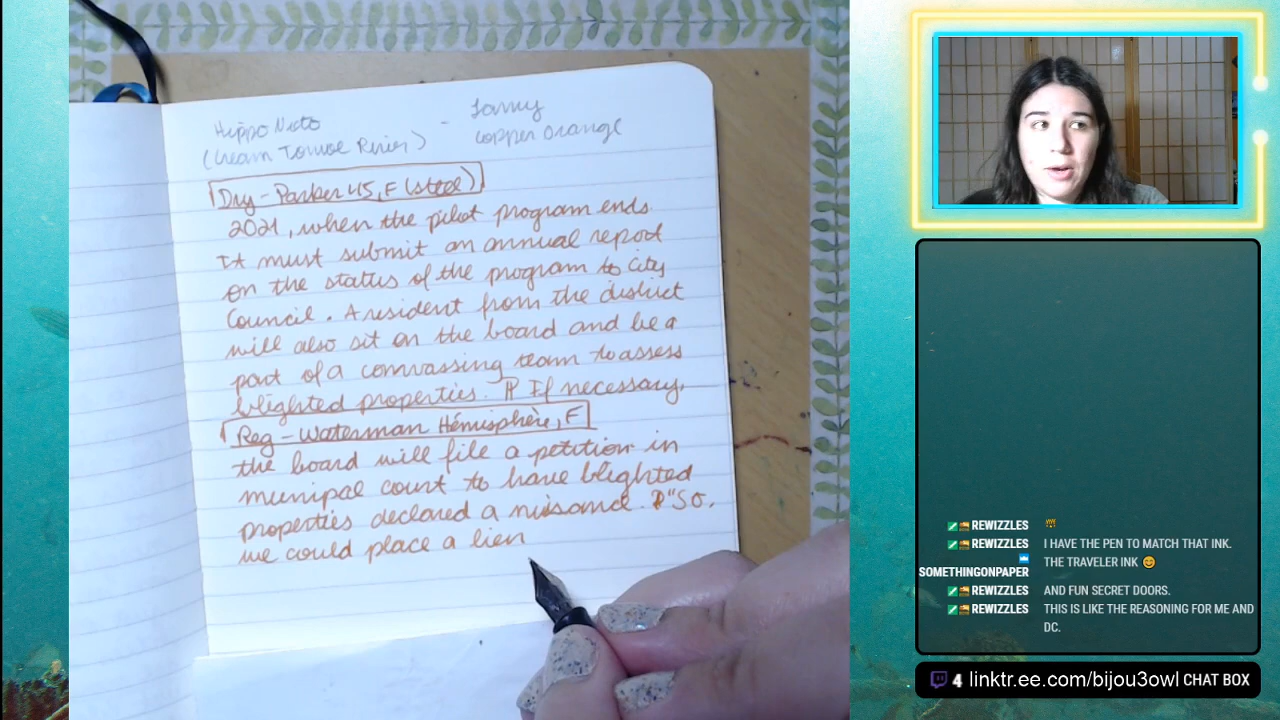 Hippo Noto
(Cream Tomoe River)
- Lamy
Copper Orange
Dry - Parker 45, F (steel)
2021, when the pilot program ends.
It must submit an annual report
on the status of the program to city
Council. A resident from the district
will also sit on the board and be a
part of a canvassing team to assess
blighted properties. If necessary,
Reg - Waterman Hémisphère, F
the board will file a petition in
munipal court to have blighted
properties declared a nuisance. "So,
we could place a lien
REWIZZLES
REWIZZLES I HAVE THE PEN TO MATCH THAT INK.
SOMETHINGONPAPER THE TRAVELER INK
REWIZZLES AND FUN SECRET DOORS.
REWIZZLES THIS IS LIKE THE REASONING FOR ME AND
DC.
4 linktr.ee.com/bijou3owl CHAT BOX